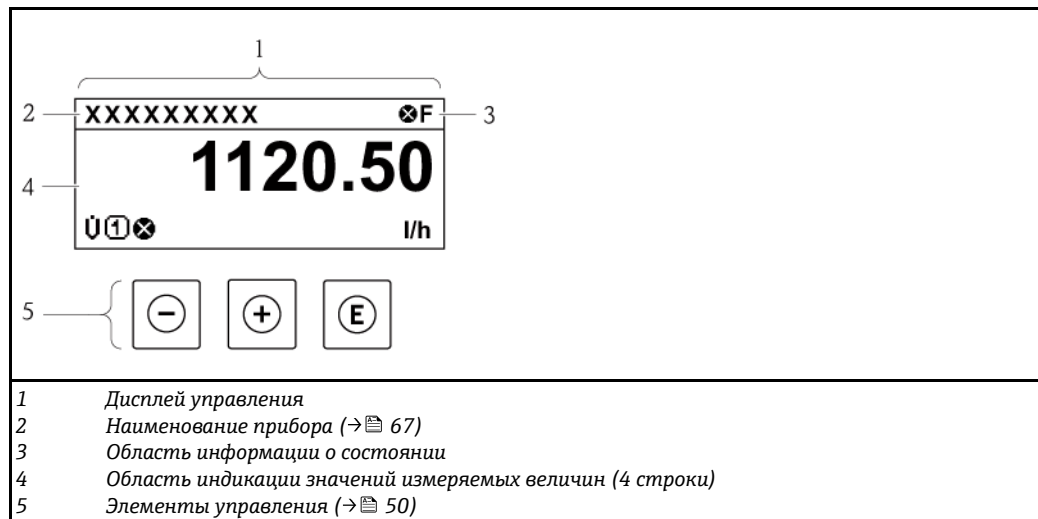 1
2 XXXXXXXXX ⊗F 3
1120.50
4
U̇ 1 ⊗ l/h
5 − + E
1 Дисплей управления
2 Наименование прибора (→ 67)
3 Область информации о состоянии
4 Область индикации значений измеряемых величин (4 строки)
5 Элементы управления (→ 50)